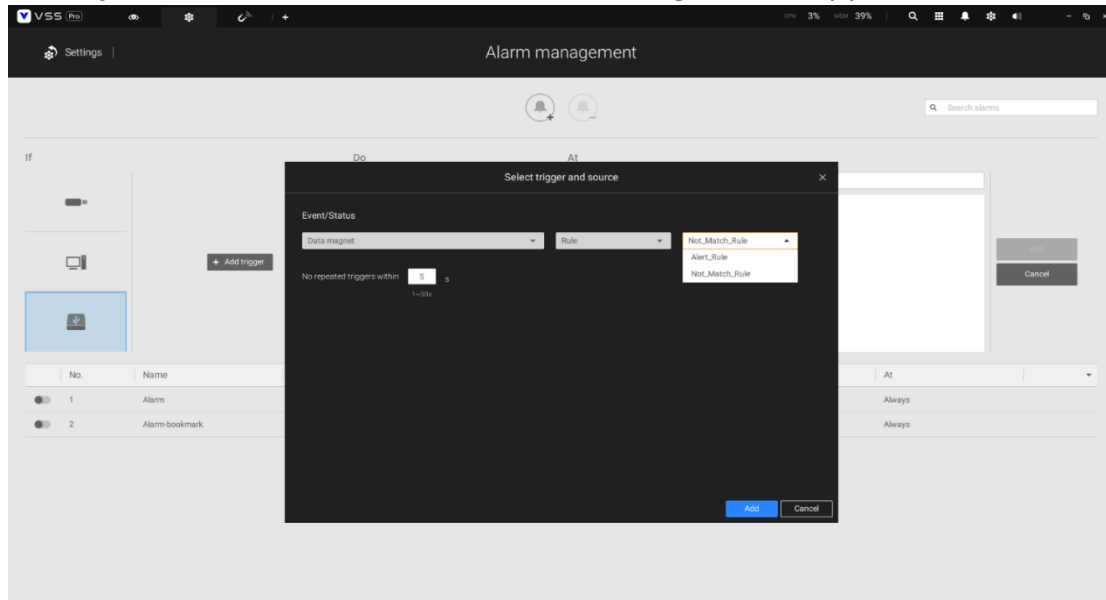 VSS Pro
CPU 3% MEM 39%
Settings
Alarm management
Search alarms
If
Do
At
Select trigger and source
Event/Status
Data magnet
Rule
Not_Match_Rule
Alert_Rule
Not_Match_Rule
+ Add trigger
No repeated triggers within 5 s
1~30s
Add
Cancel
No.
Name
At
1
Alarm
Always
2
Alarm-bookmark
Always
Add
Cancel